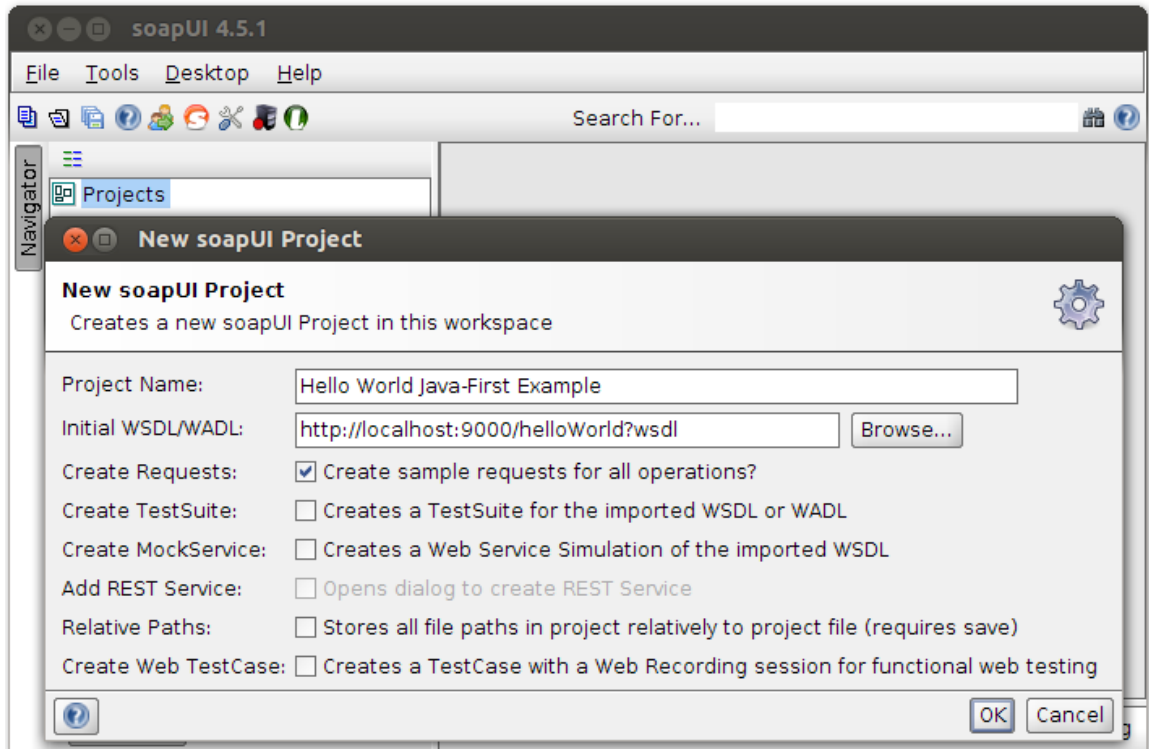 soapUI 4.5.1
File Tools Desktop Help
Search For...
Navigator
Projects
New soapUI Project
New soapUI Project
Creates a new soapUI Project in this workspace
Project Name: Hello World Java-First Example
Initial WSDL/WADL: http://localhost:9000/helloWorld?wsdl Browse...
Create Requests: Create sample requests for all operations?
Create TestSuite: Creates a TestSuite for the imported WSDL or WADL
Create MockService: Creates a Web Service Simulation of the imported WSDL
Add REST Service: Opens dialog to create REST Service
Relative Paths: Stores all file paths in project relatively to project file (requires save)
Create Web TestCase: Creates a TestCase with a Web Recording session for functional web testing
OK Cancel